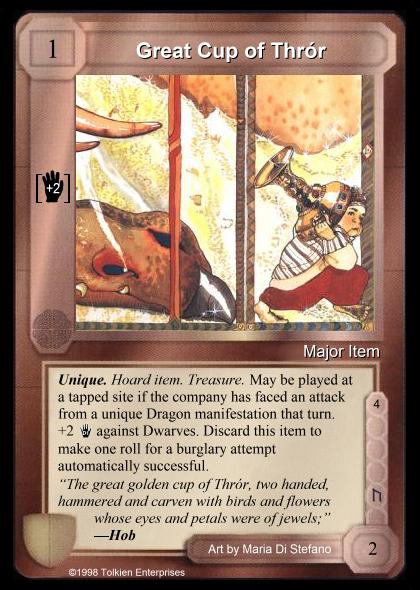 1
Great Cup of Thrór
+2
Major Item
Unique. Hoard item. Treasure. May be played at
a tapped site if the company has faced an attack
from a unique Dragon manifestation that turn.
+2 against Dwarves. Discard this item to
make one roll for a burglary attempt
automatically successful.
“The great golden cup of Thrór, two handed,
hammered and carven with birds and flowers
whose eyes and petals were of jewels;”
—Hob
4
Art by Maria Di Stefano
2
©1998 Tolkien Enterprises